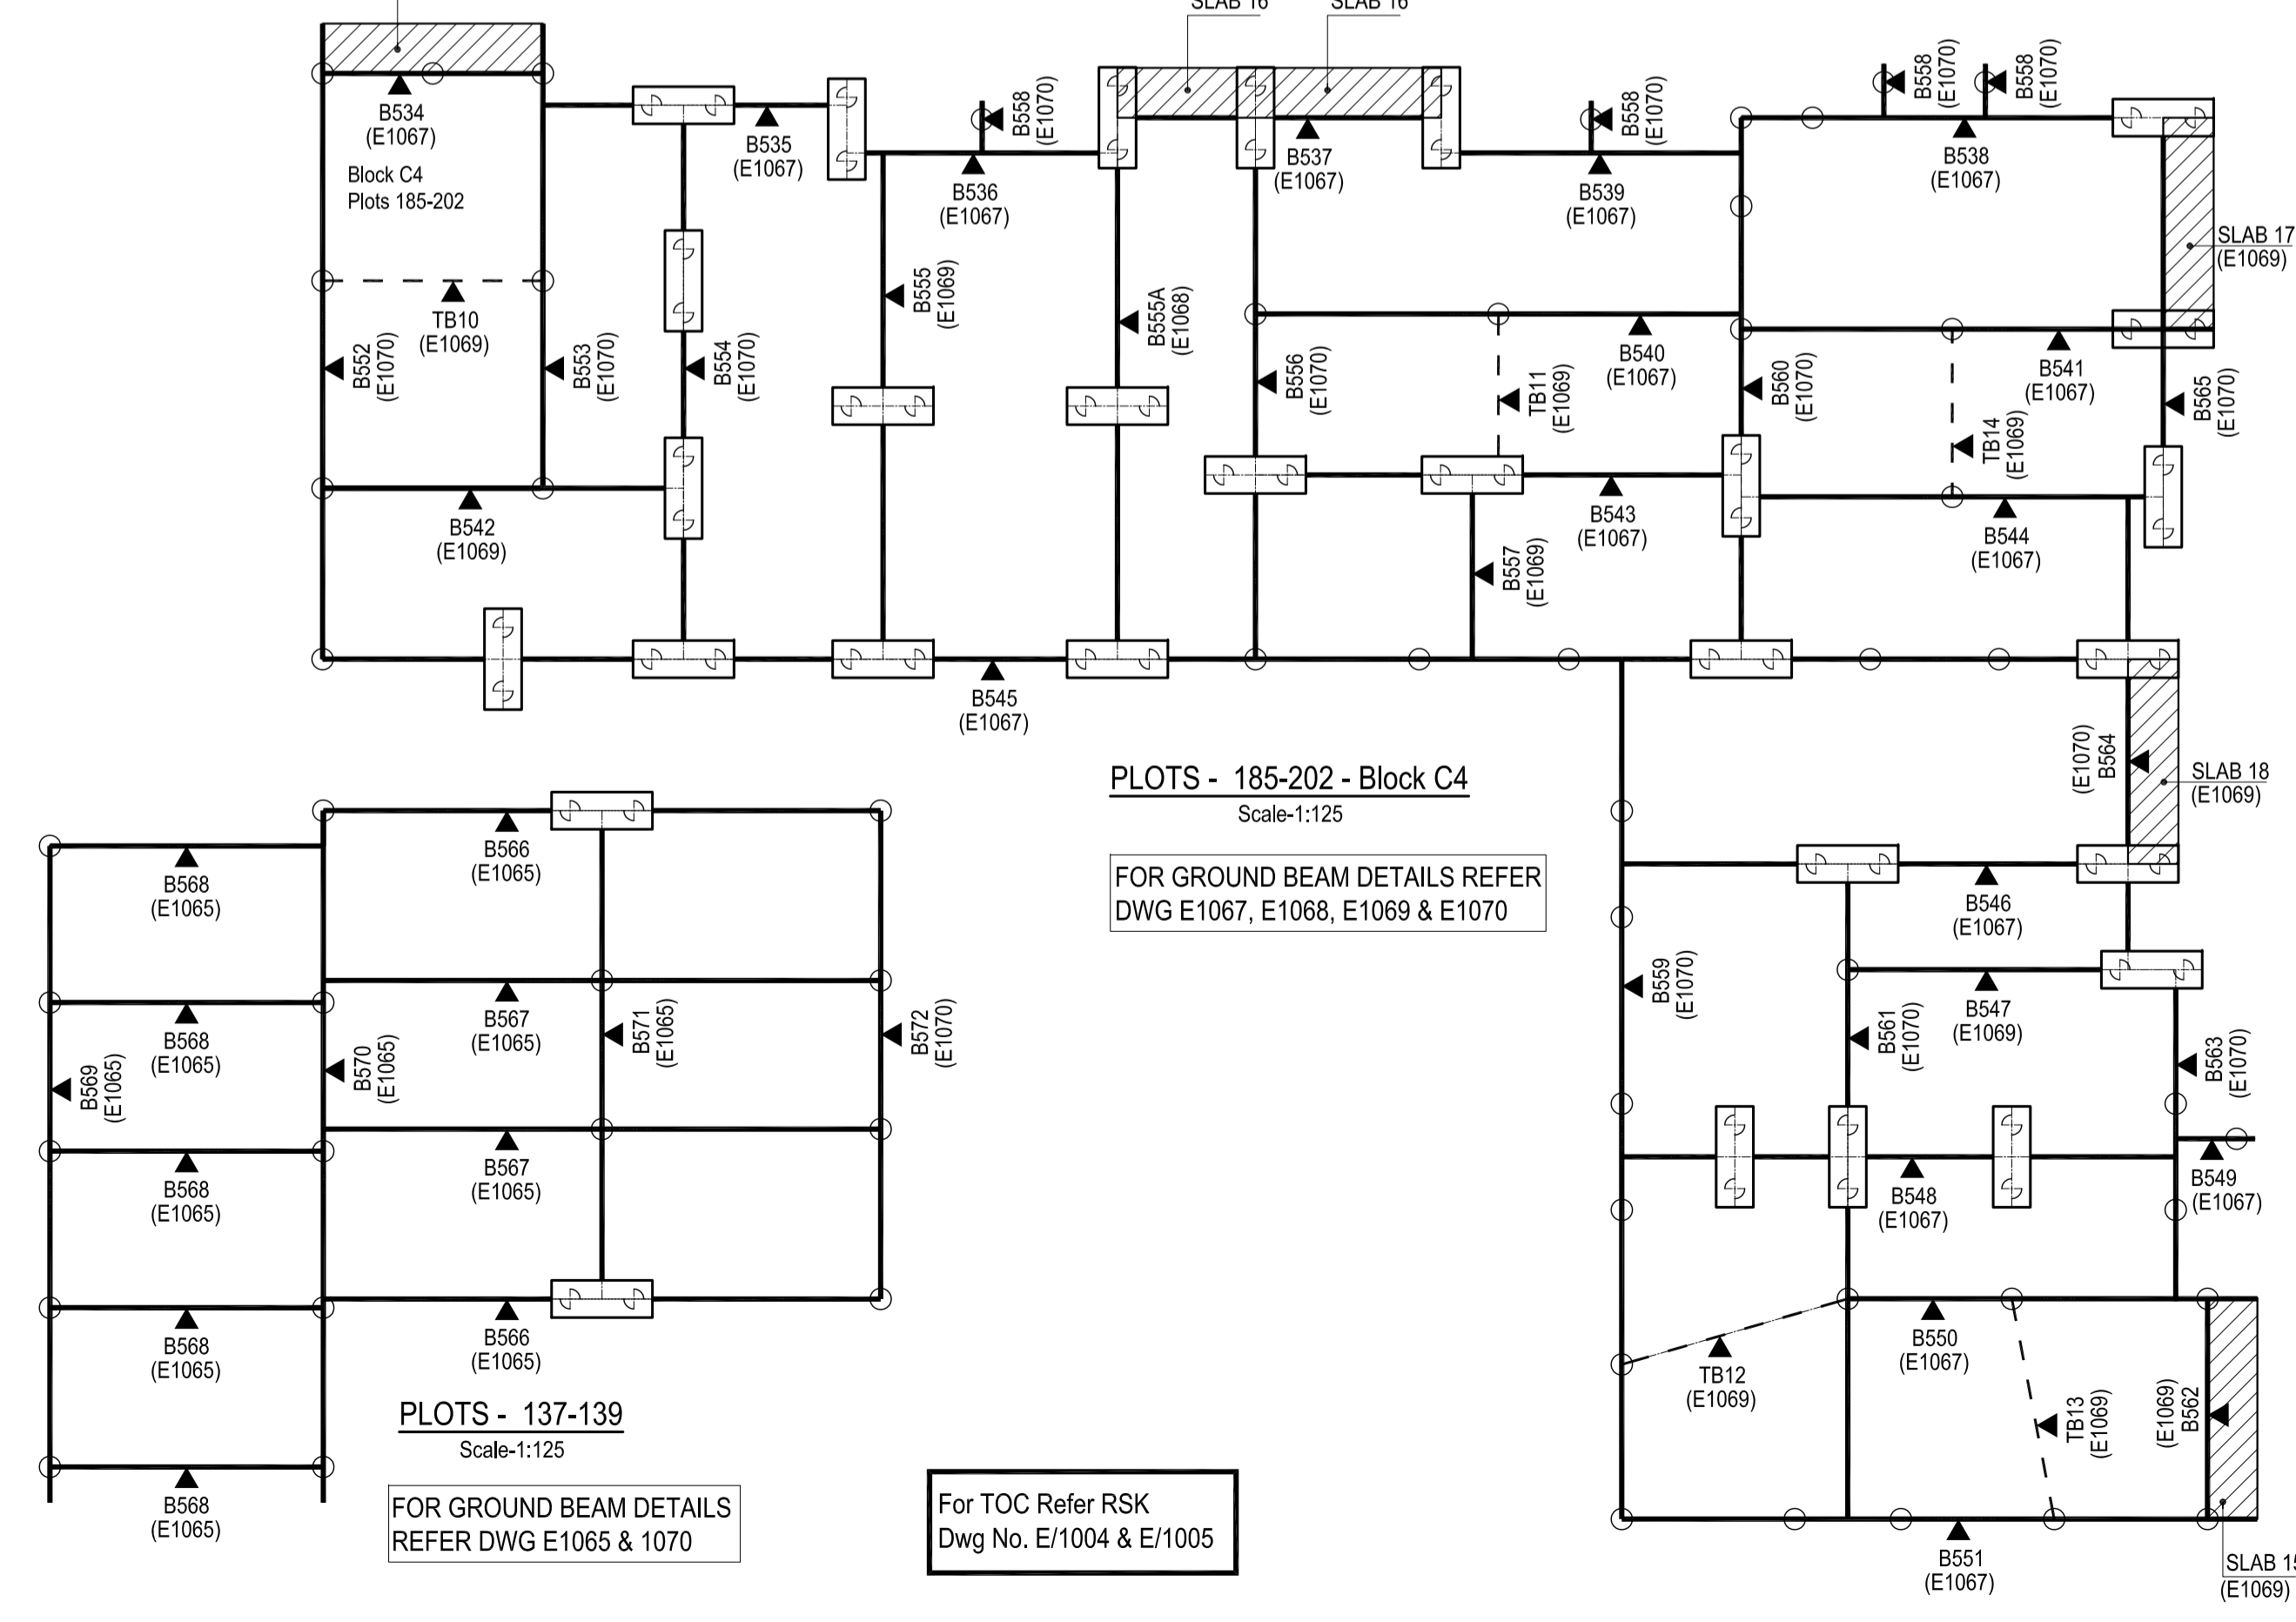 SLAB 16
SLAB 16
B534
(E1067)
Block C4
Plots 185-202
B535
(E1067)
B558
(E1070)
B536
(E1067)
B537
(E1067)
B558
(E1070)
B539
(E1067)
B558
(E1070)
B558
(E1070)
B538
(E1067)
SLAB 17
(E1069)
TB10
(E1069)
B552
(E1070)
B553
(E1070)
B554
(E1070)
B555
(E1069)
B555A
(E1068)
B556
(E1070)
B540
(E1067)
TB11
(E1069)
B560
(E1070)
B541
(E1067)
TB14
(E1069)
B565
(E1070)
B542
(E1069)
B557
(E1069)
B543
(E1067)
B544
(E1067)
B545
(E1067)
PLOTS - 185-202 - Block C4
Scale-1:125
FOR GROUND BEAM DETAILS REFER
DWG E1067, E1068, E1069 & E1070
(E1070)
B564
SLAB 18
(E1069)
B546
(E1067)
B559
(E1070)
B561
(E1070)
B547
(E1069)
B563
(E1070)
B548
(E1067)
B549
(E1067)
B550
(E1067)
TB12
(E1069)
TB13
(E1069)
(E1069)
B562
B551
(E1067)
(E1069)
B566
(E1065)
B568
(E1065)
B567
(E1065)
B568
(E1065)
B569
(E1065)
B570
(E1065)
B571
(E1065)
B572
(E1070)
B567
(E1065)
B568
(E1065)
B566
(E1065)
B568
(E1065)
B568
(E1065)
PLOTS - 137-139
Scale-1:125
FOR GROUND BEAM DETAILS
REFER DWG E1065 & 1070
For TOC Refer RSK
Dwg No. E/1004 & E/1005
SLAB